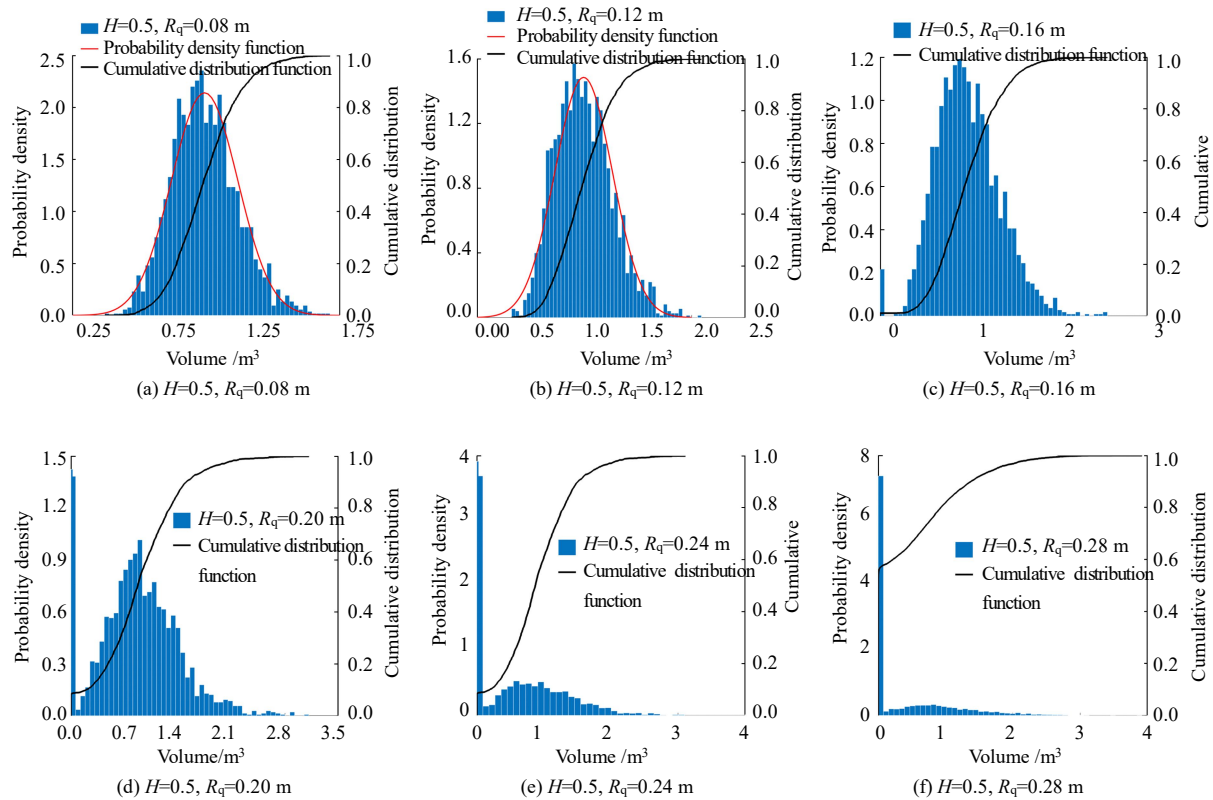 H=0.5, Rq=0.08 m
Probability density function
Cumulative distribution function
2.5
2.0
1.5
1.0
0.5
0.0
Probability density
1.0
0.8
0.6
0.4
0.2
0.0
Cumulative distribution
0.25 0.75 1.25 1.75
Volume /m³
(a) H=0.5, Rq=0.08 m
H=0.5, Rq=0.12 m
Probability density function
Cumulative distribution function
1.6
1.2
0.8
0.4
0.0
Probability density
1.0
0.8
0.6
0.4
0.2
0.0
Cumulative distribution
0.00 0.5 1.0 1.5 2.0 2.5
Volume /m³
(b) H=0.5, Rq=0.12 m
H=0.5, Rq=0.16 m
Cumulative distribution function
1.2
1.0
0.8
0.6
0.4
0.2
0.0
Probability density
1.0
0.8
0.6
0.4
0.2
0.0
Cumulative
0 1 2 3
Volume /m³
(c) H=0.5, Rq=0.16 m
H=0.5, Rq=0.20 m
Cumulative distribution
function
1.5
1.2
0.9
0.6
0.3
0.0
Probability density
1.0
0.8
0.6
0.4
0.2
0.0
Cumulative distribution
0.0 0.7 1.4 2.1 2.8 3.5
Volume/m³
(d) H=0.5, Rq=0.20 m
H=0.5, Rq=0.24 m
Cumulative distribution
function
4
3
2
1
0
Probability density
1.0
0.8
0.6
0.4
0.2
0.0
Cumulative
0 1 2 3 4
Volume /m³
(e) H=0.5, Rq=0.24 m
H=0.5, Rq=0.28 m
Cumulative distribution
function
8
6
4
2
0
Probability density
1.0
0.8
0.6
0.4
0.2
0.0
Cumulative distribution
0 1 2 3 4
Volume /m³
(f) H=0.5, Rq=0.28 m